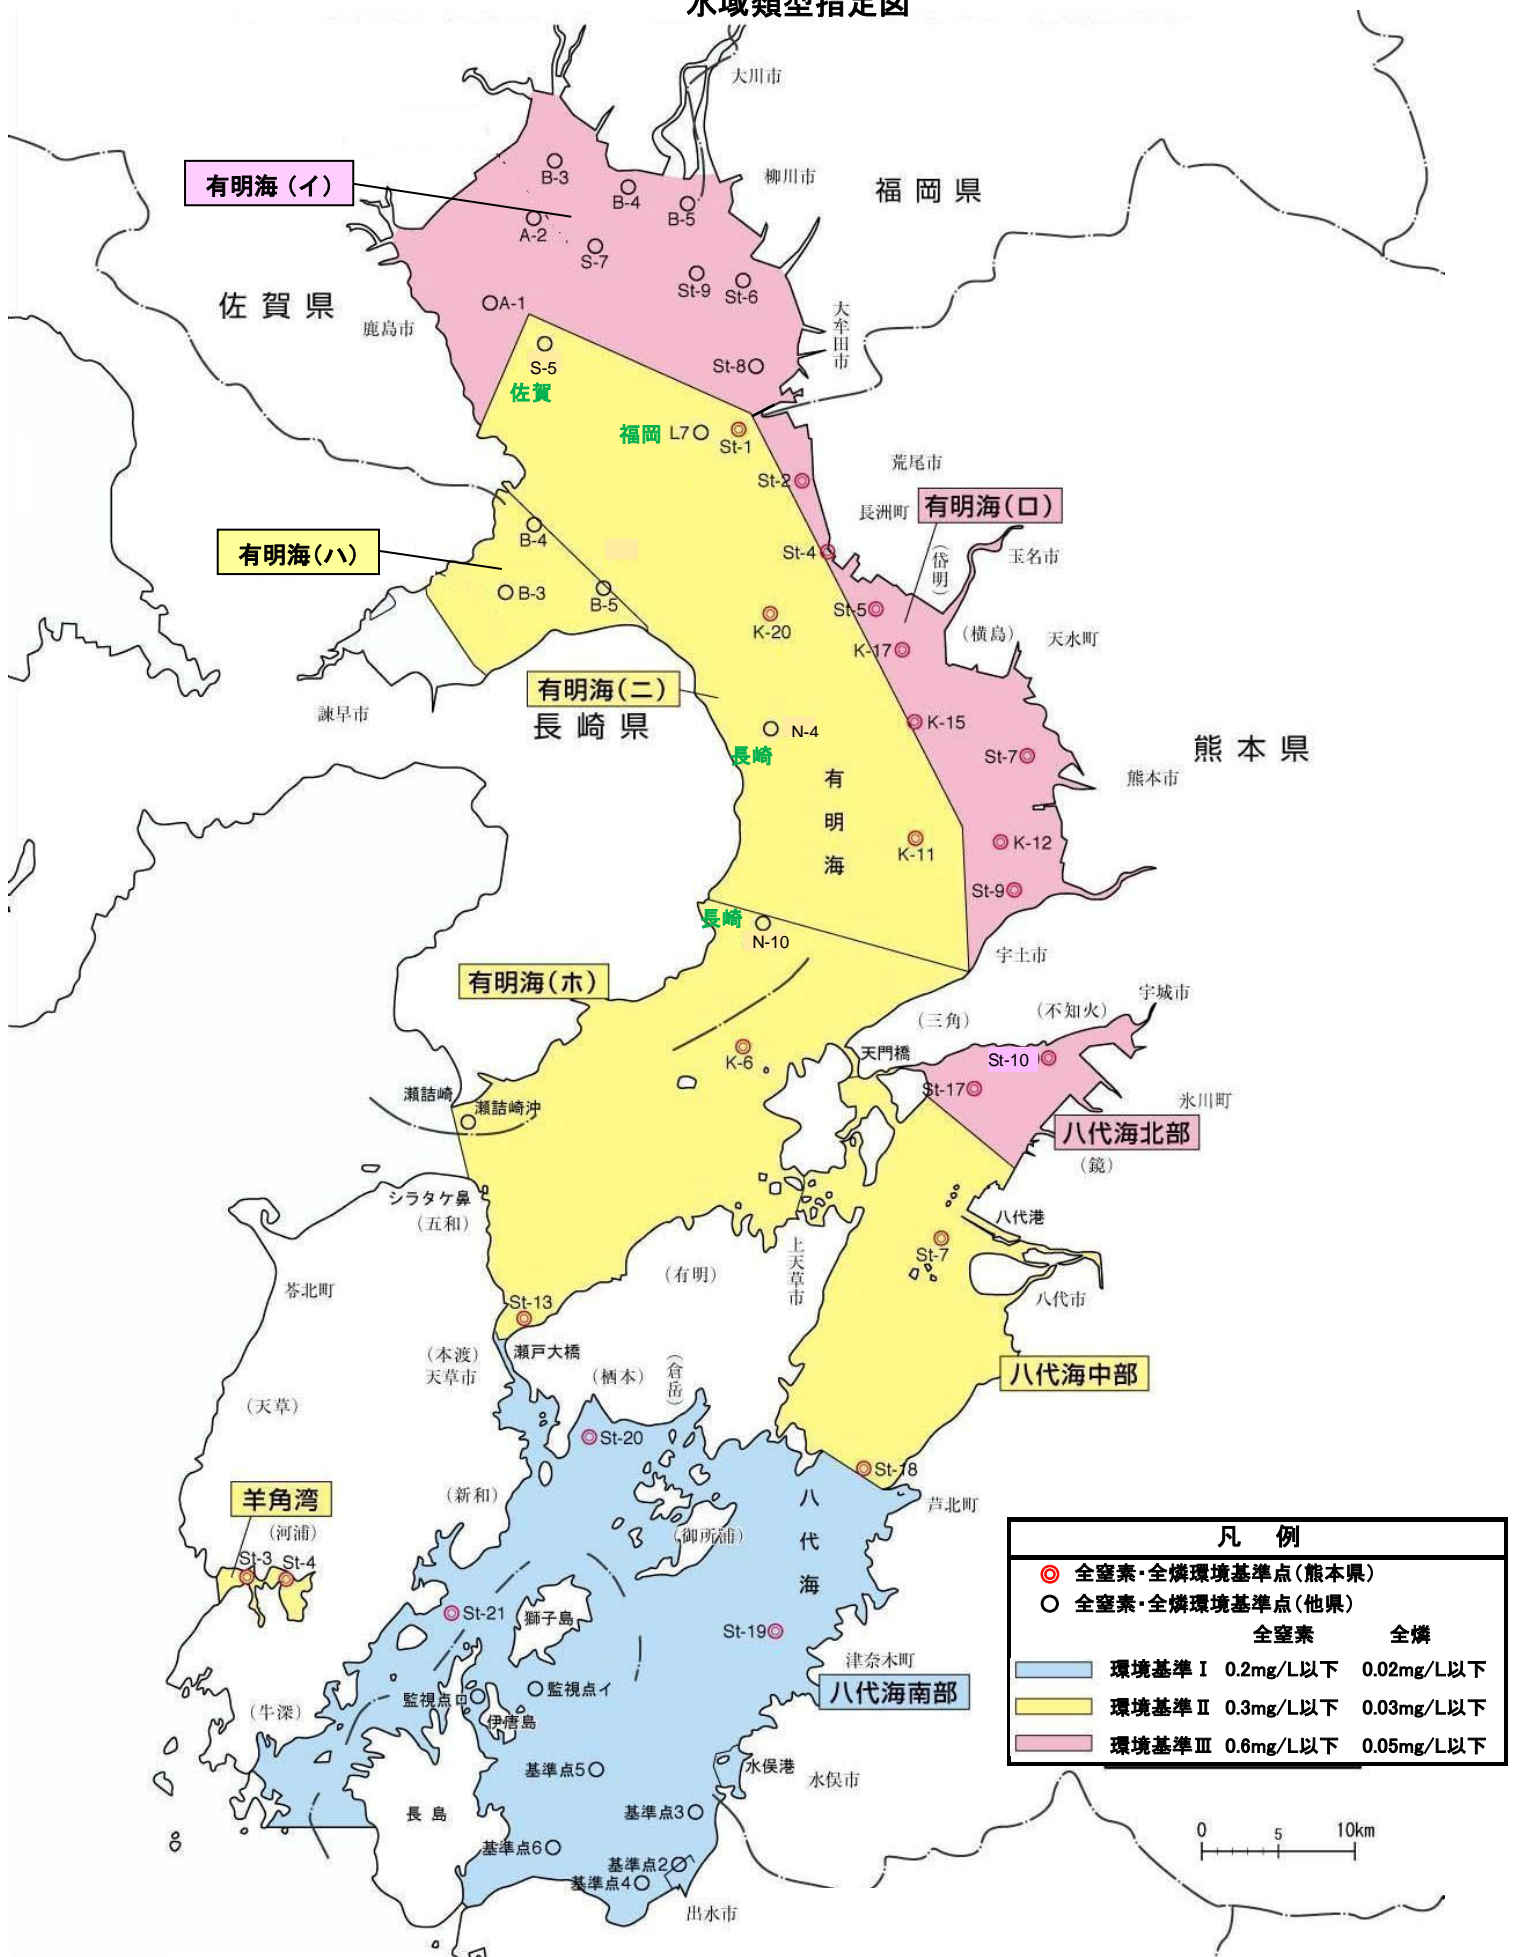 水域類型指定図
大川市
柳川市
福岡県
有明海（イ）
B-3
B-4
B-5
A-2
S-7
St-9
St-6
A-1
佐賀県
鹿島市
大牟田市
St-8
S-5
佐賀
福岡
L7
St-1
荒尾市
St-2
長洲町
有明海（ロ）
St-4
（岱明）
玉名市
有明海（ハ）
B-4
B-3
B-5
St-5
K-20
K-17
（横島）
天水町
有明海（ニ）
長崎県
諫早市
N-4
長崎
K-15
St-7
熊本県
熊本市
有明海
K-11
K-12
St-9
長崎
N-10
宇土市
有明海（ホ）
宇城市
（不知火）
（三角）
天門橋
K-6
St-10
St-17
瀬詰崎
瀬詰崎沖
氷川町
八代海北部
（鏡）
シラタケ鼻
（五和）
八代港
St-7
上天草市
（有明）
苓北町
八代市
St-13
瀬戸大橋
（本渡）
天草市
（栖本）
（倉岳）
八代海中部
（天草）
St-20
St-18
羊角湾
（新和）
八代海
芦北町
（河浦）
St-3
St-4
（御所浦）
St-21
獅子島
St-19
津奈木町
八代海南部
監視点イ
監視点ロ
伊唐島
（牛深）
基準点5
水俣港
水俣市
長島
基準点3
基準点6
基準点2
基準点4
出水市
凡例
◎ 全窒素・全燐環境基準点（熊本県）
○ 全窒素・全燐環境基準点（他県）
全窒素 全燐
環境基準Ⅰ 0.2mg/L以下 0.02mg/L以下
環境基準Ⅱ 0.3mg/L以下 0.03mg/L以下
環境基準Ⅲ 0.6mg/L以下 0.05mg/L以下
0 5 10km